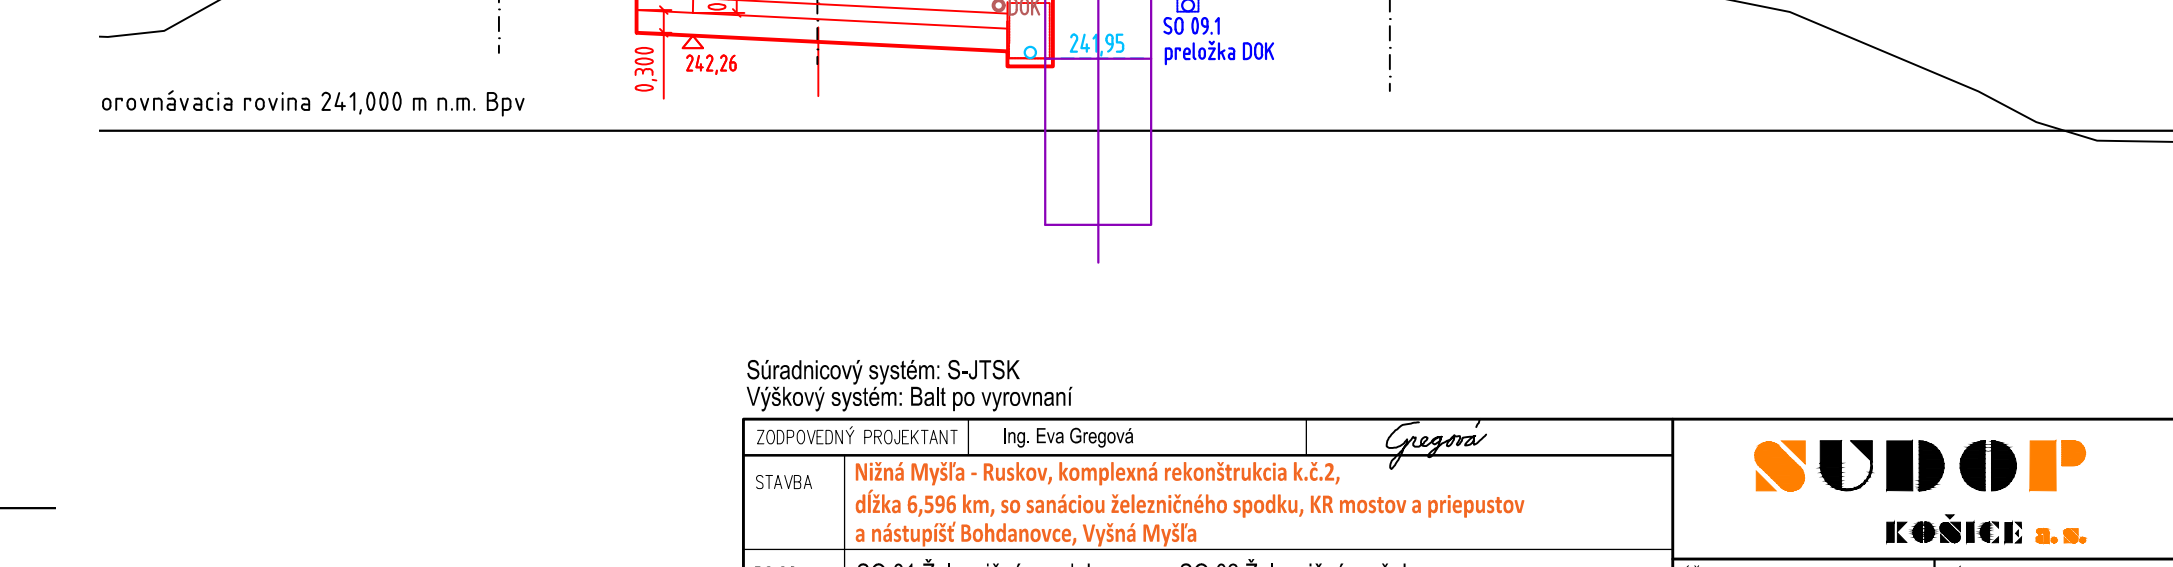 DOK
SO 09.1
preložka DOK
241,95
0,300
242,26
orovnávacia rovina 241,000 m n.m. Bpv
Súradnicový systém: S-JTSK
Výškový systém: Balt po vyrovnaní
ZODPOVEDNÝ PROJEKTANT Ing. Eva Gregová Gregová
STAVBA
Nižná Myšľa - Ruskov, komplexná rekonštrukcia k.č.2,
dĺžka 6,596 km, so sanáciou železničného spodku, KR mostov a priepustov
a nástupíšť Bohdanovce, Vyšná Myšľa
SUDOP
KOŠICE a.s.